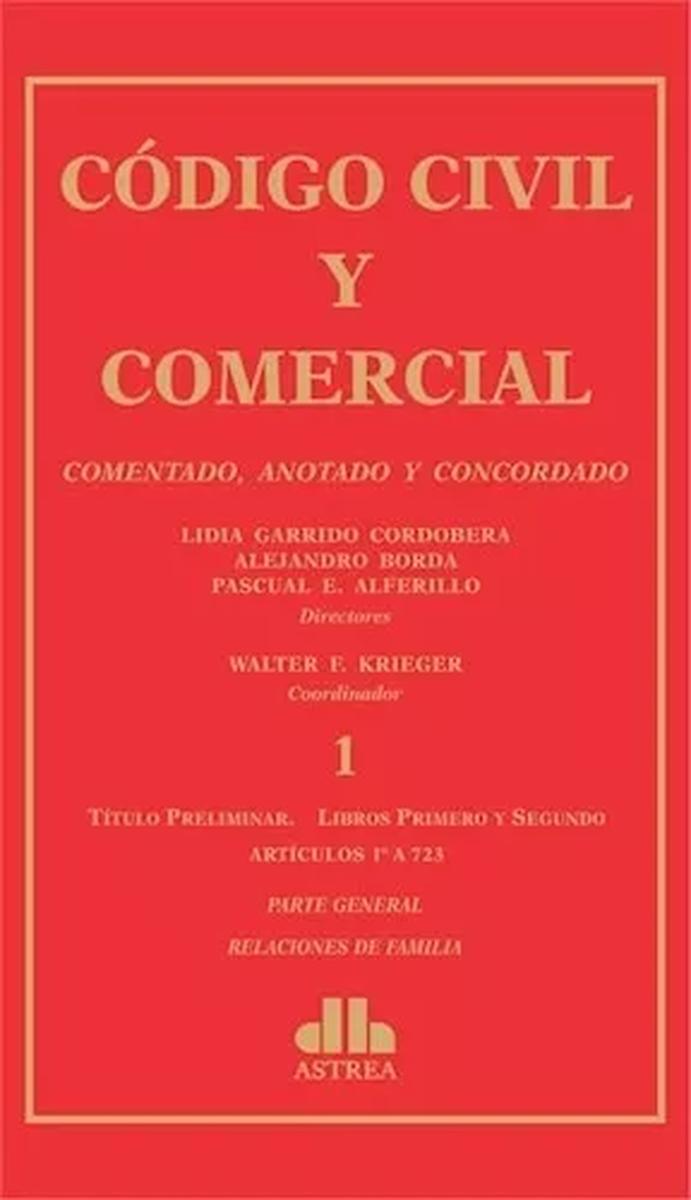 CÓDIGO CIVIL
Y
COMERCIAL
COMENTADO, ANOTADO Y CONCORDADO
LIDIA GARRIDO CORDOBERA
ALEJANDRO BORDA
PASCUAL E. ALFERILLO
Directores
WALTER F. KRIEGER
Coordinador
1
TÍTULO PRELIMINAR. LIBROS PRIMERO Y SEGUNDO
ARTÍCULOS 1º A 723
PARTE GENERAL
RELACIONES DE FAMILIA
ASTREA